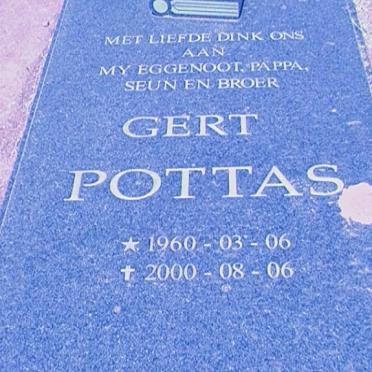 MET LIEFDE DINK ONS
AAN
MY EGGENOOT, PAPPA,
SEUN EN BROER
GERT
POTTAS
★ 1960 - 03 - 06
✝ 2000 - 08 - 06